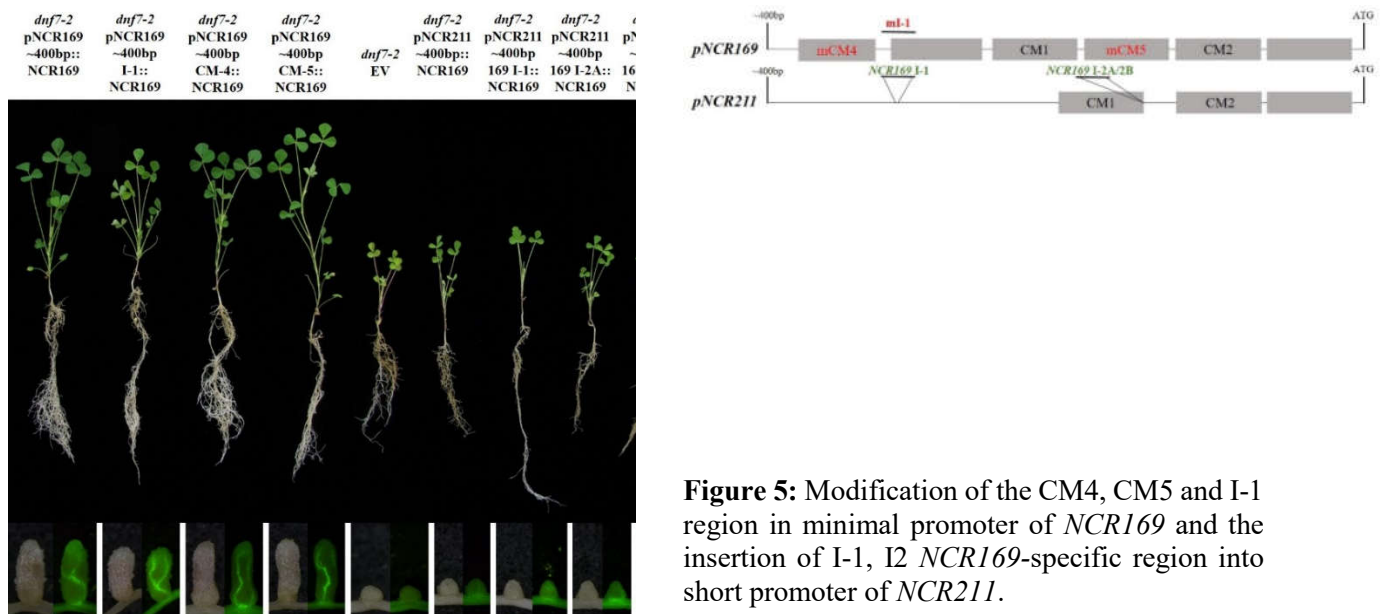 dnf7-2
pNCR169
~400bp::
NCR169
dnf7-2
pNCR169
~400bp
I-1::
NCR169
dnf7-2
pNCR169
~400bp
CM-4::
NCR169
dnf7-2
pNCR169
~400bp
CM-5::
NCR169
dnf7-2
EV
dnf7-2
pNCR211
~400bp::
NCR169
dnf7-2
pNCR211
~400bp
169 I-1::
NCR169
dnf7-2
pNCR211
~400bp
169 I-2A::
NCR169
~400bp mI-1 ATG
pNCR169 mCM4 CM1 mCM5 CM2
~400bp NCR169 I-1 NCR169 I-2A/2B ATG
pNCR211 CM1 CM2
Figure 5: Modification of the CM4, CM5 and I-1
region in minimal promoter of NCR169 and the
insertion of I-1, I2 NCR169-specific region into
short promoter of NCR211.